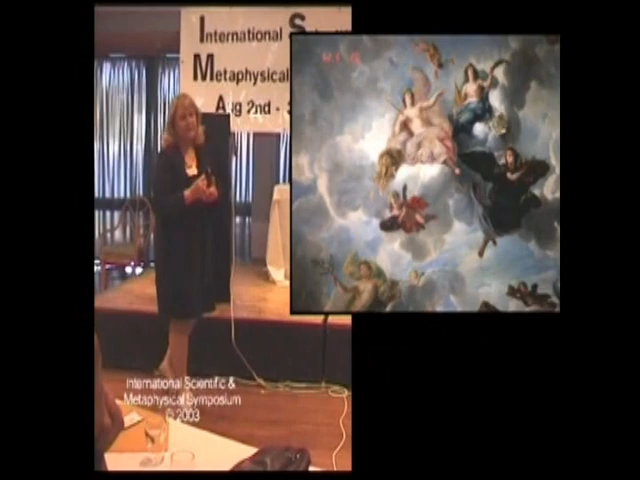 International S
Metaphysical
Aug 2nd -
International Scientific &
Metaphysical Symposium
© 2003